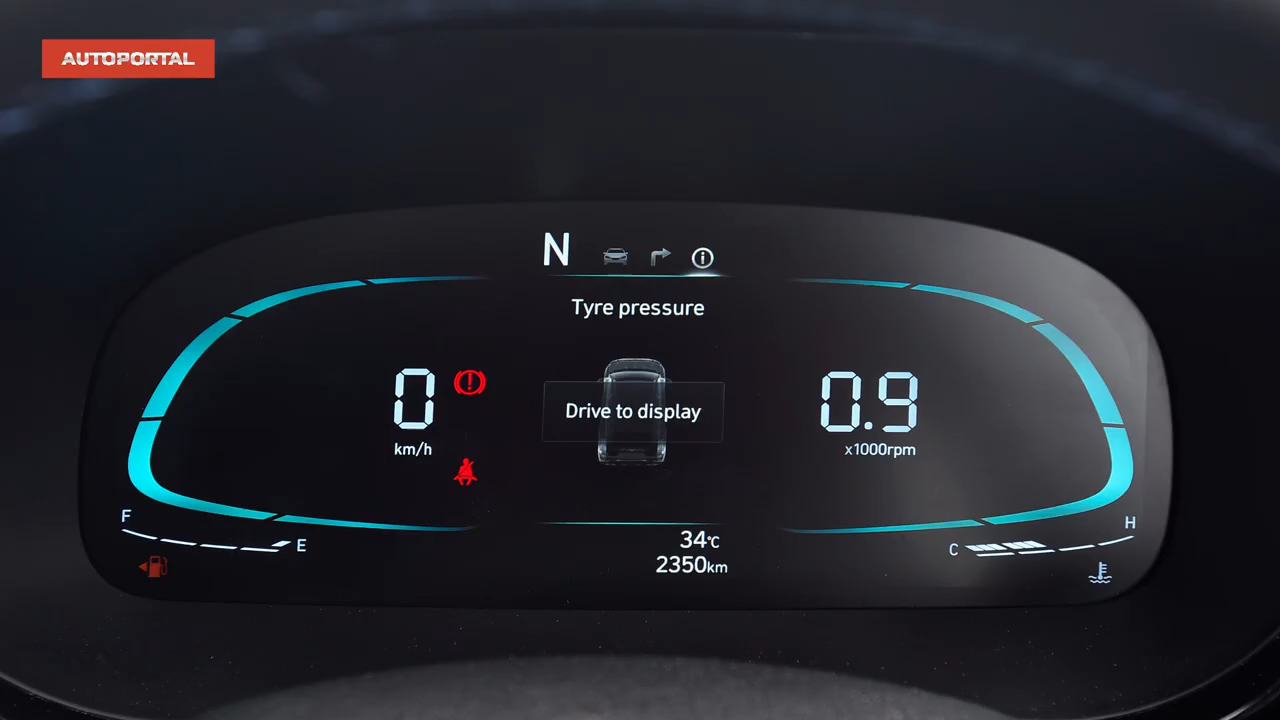 AUTOPORTAL
N
Tyre pressure
0
km/h
Drive to display
0.9
x1000rpm
F
E
C
H
34°C
2350km